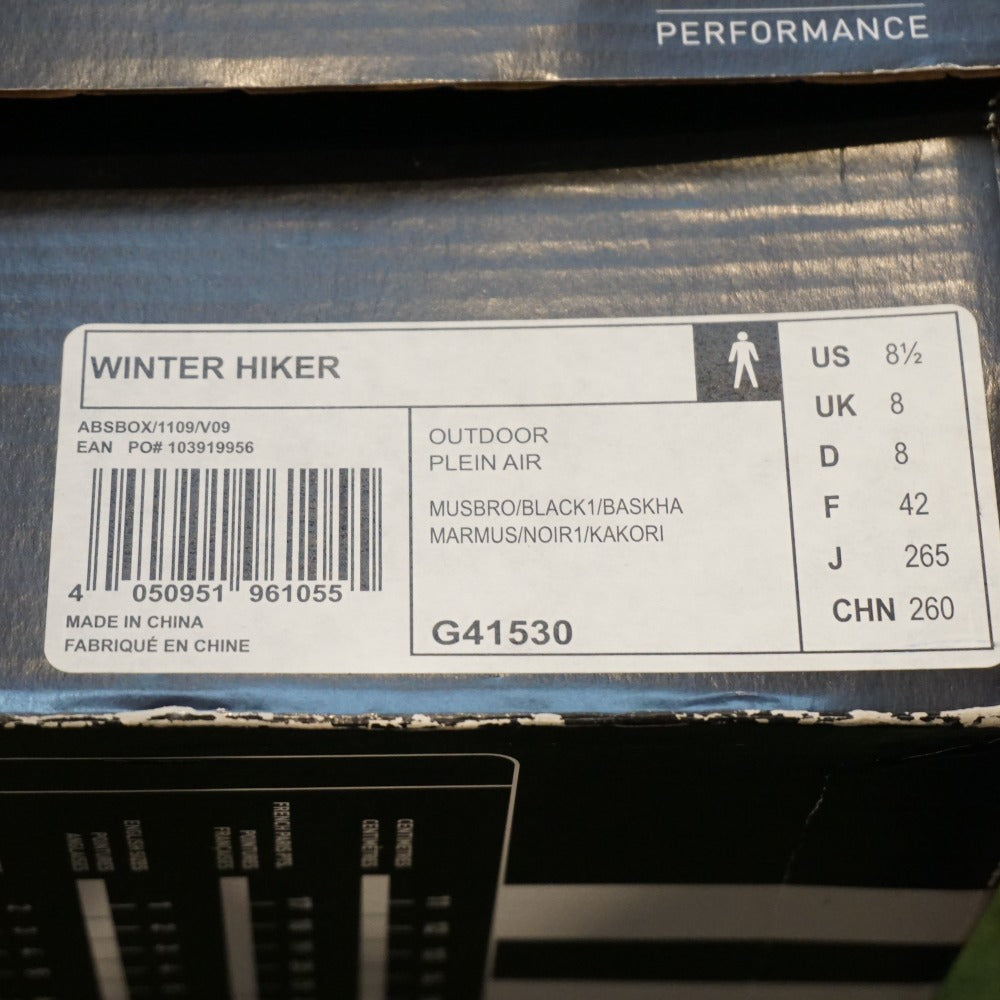 PERFORMANCE
WINTER HIKER
ABSBOX/1109/V09
EAN PO# 103919956
4 050951 961055
MADE IN CHINA
FABRIQUÉ EN CHINE
OUTDOOR
PLEIN AIR
MUSBRO/BLACK1/BASKHA
MARMUS/NOIR1/KAKORI
G41530
US 8½
UK 8
D 8
F 42
J 265
CHN 260
CENTIMETRES
CENTIMÈTRES